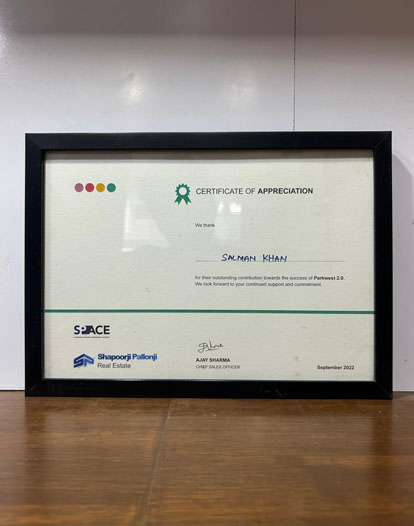 CERTIFICATE OF APPRECIATION
We thank
SALMAN KHAN
for their outstanding contribution towards the success of Parkwest 2.0.
We look forward to your continued support and commitment.
SPACE
Shapoorji Pallonji
Real Estate
AJAY SHARMA
CHIEF SALES OFFICER
September 2022